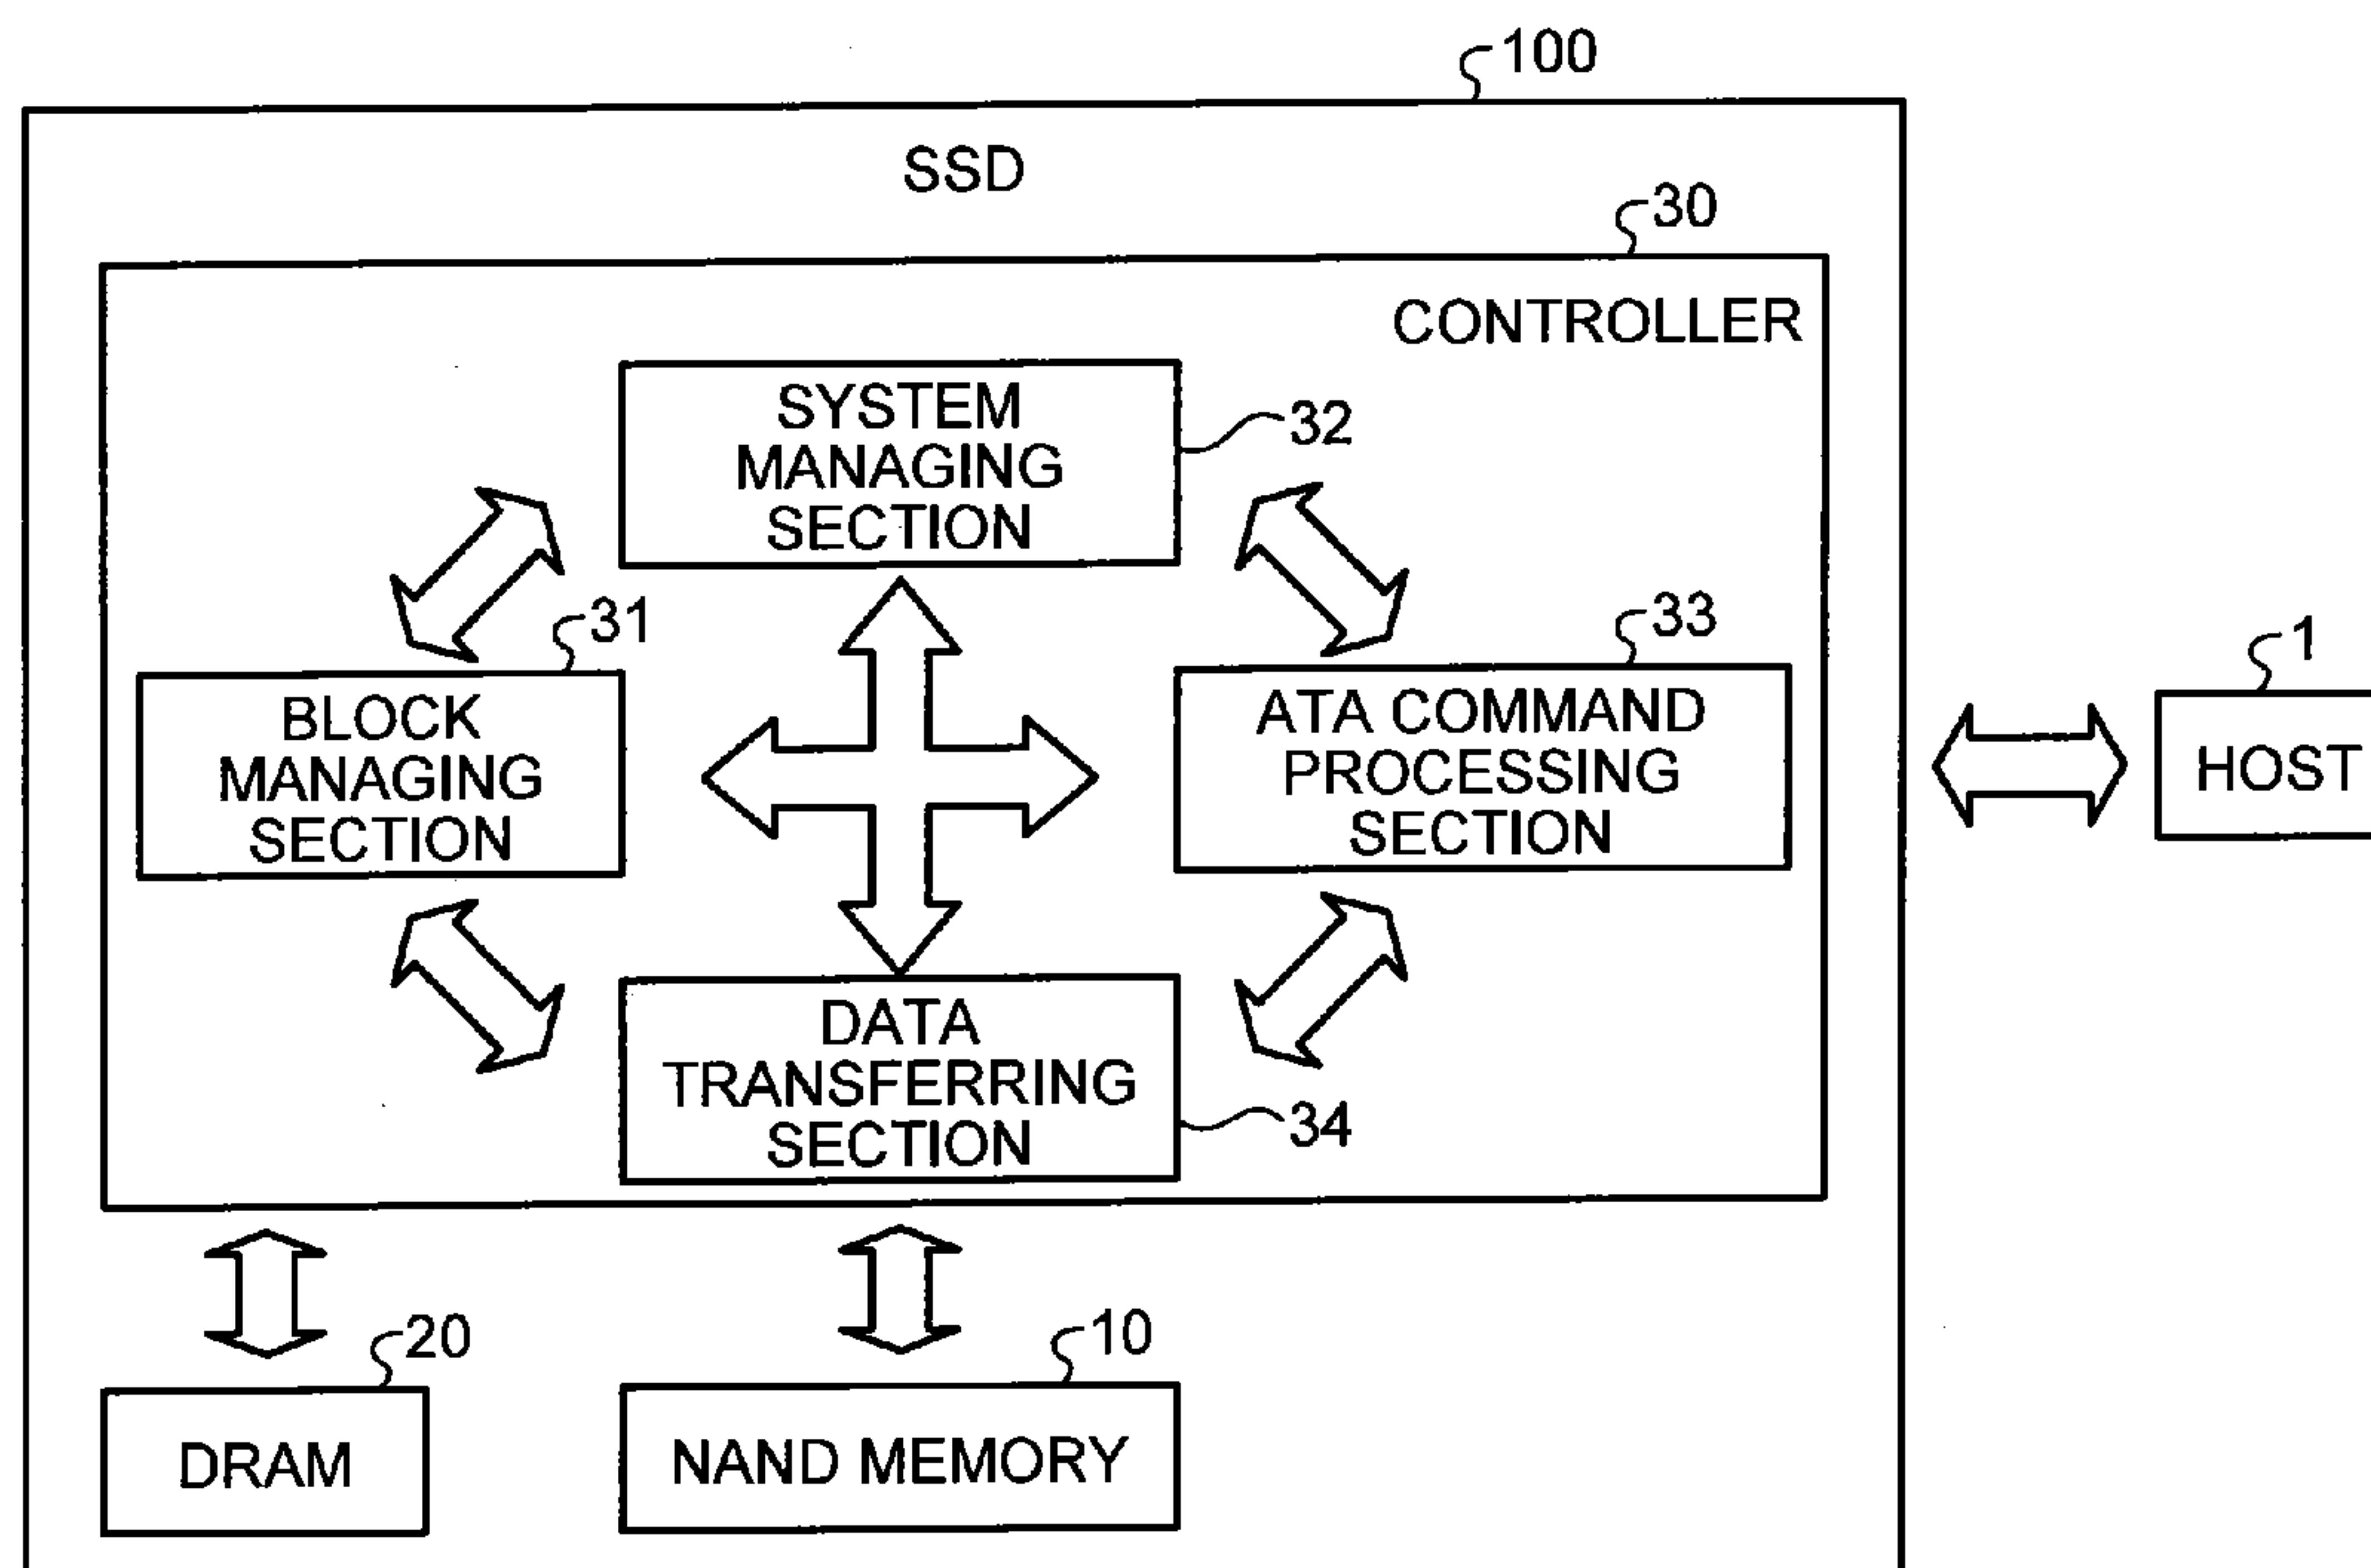 100
SSD
30
CONTROLLER
SYSTEM
MANAGING
SECTION
32
31
BLOCK
MANAGING
SECTION
33
ATA COMMAND
PROCESSING
SECTION
1
HOST
DATA
TRANSFERRING
SECTION
34
20
DRAM
10
NAND MEMORY